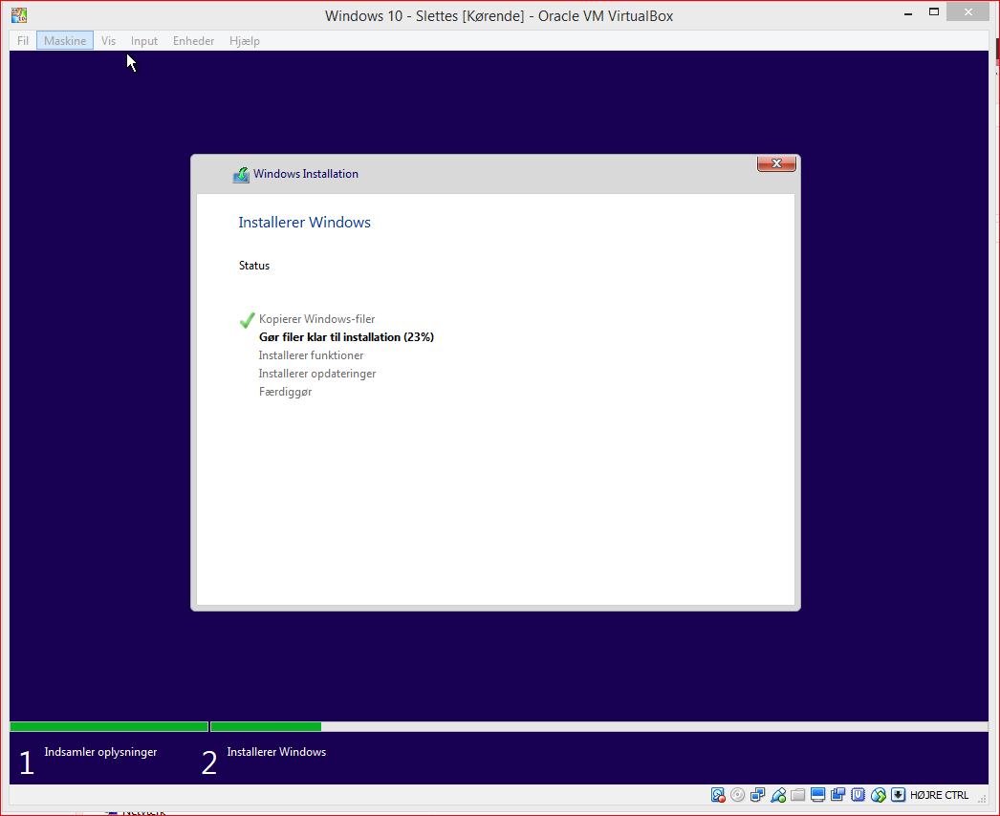 Windows 10 - Slettes [Kørende] - Oracle VM VirtualBox
Fil Maskine Vis Input Enheder Hjælp
Windows Installation
Installerer Windows
Status
Kopierer Windows-filer
Gør filer klar til installation (23%)
Installerer funktioner
Installerer opdateringer
Færdiggør
1 Indsamler oplysninger 2 Installerer Windows
HØJRE CTRL